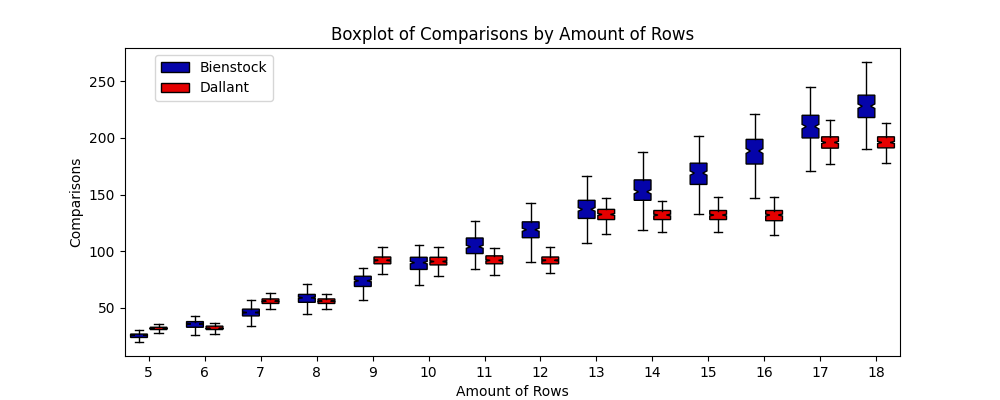 Boxplot of Comparisons by Amount of Rows
Bienstock
Dallant
250
200
150
100
50
Comparisons
5 6 7 8 9 10 11 12 13 14 15 16 17 18
Amount of Rows